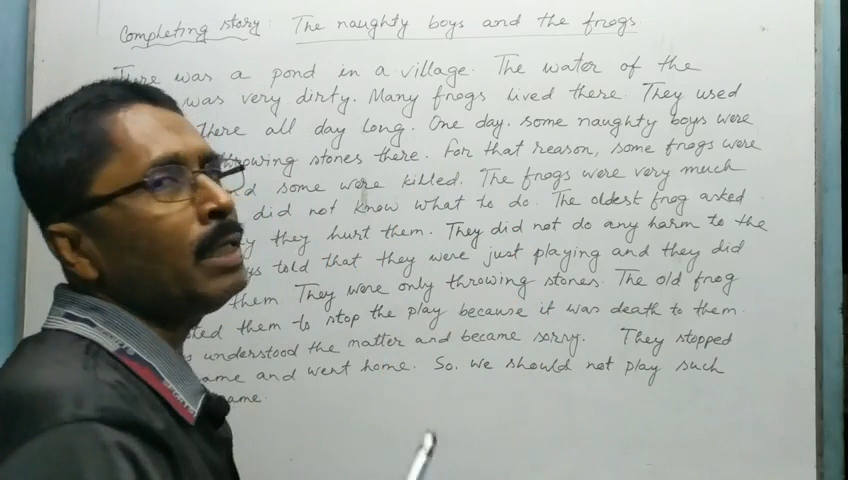 Completing story: The naughty boys and the frogs.
There was a pond in a village. The water of the
was very dirty. Many frogs lived there. They used
there all day long. One day, some naughty boys were
throwing stones there. For that reason, some frogs were
some were killed. The frogs were very much
did not know what to do. The oldest frog asked
they hurt them. They did not do any harm to the
told that they were just playing and they did
them They were only throwing stones. The old frog
them to stop the play because it was death to them.
understood the matter and became sorry. They stopped
and went home. So, we should not play such